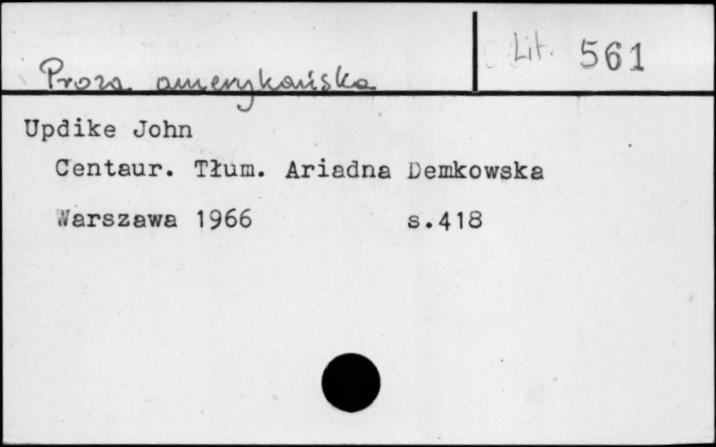 Proza amerykańska
Lit. 561
Updike John
Centaur. Tłum. Ariadna Demkowska
Warszawa 1966 s.418